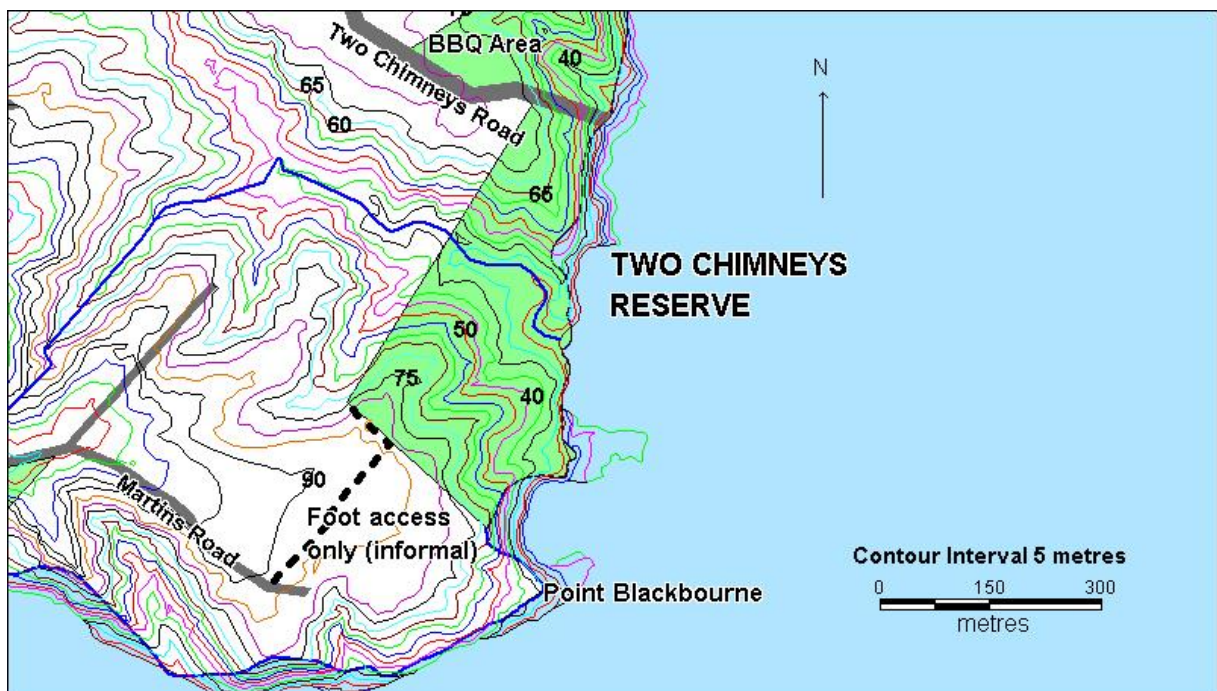 BBQ Area
40
Two Chimneys Road
65
60
N
65
TWO CHIMNEYS
RESERVE
50
75
40
90
Martins Road
Foot access
only (informal)
Point Blackbourne
Contour Interval 5 metres
0 150 300
metres